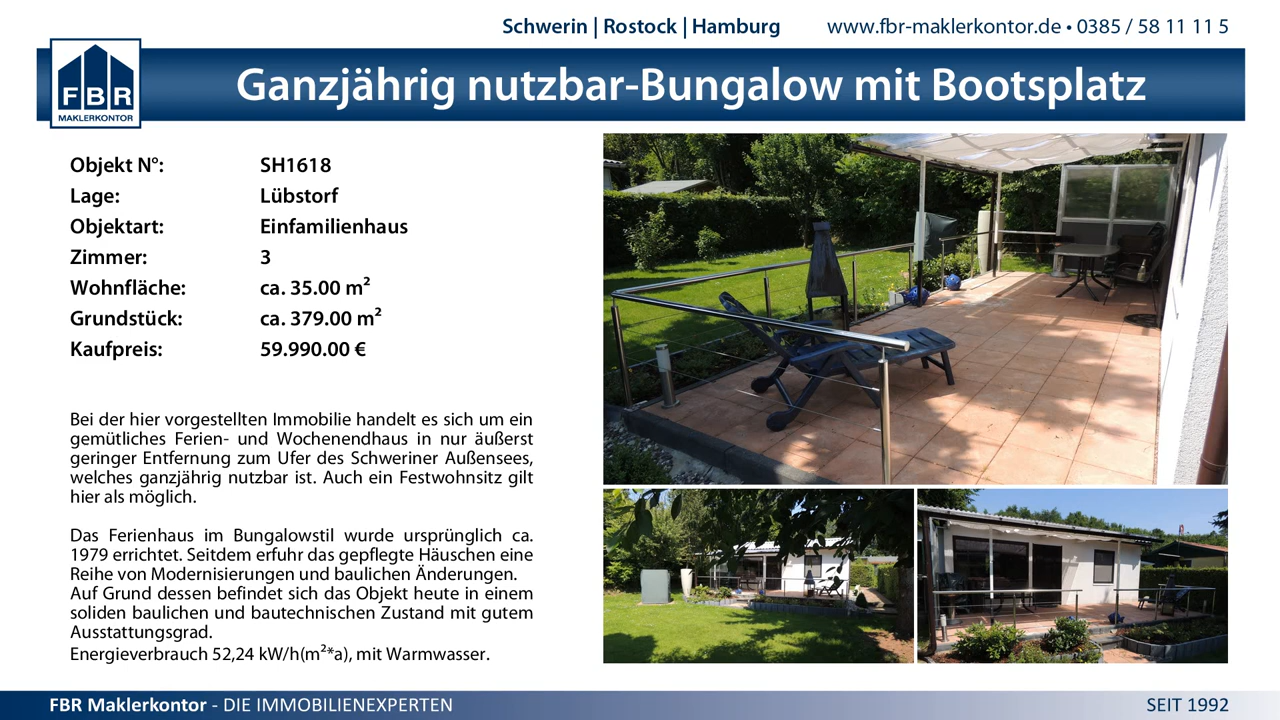 Schwerin | Rostock | Hamburg www.fbr-maklerkontor.de • 0385 / 58 11 11 5
FBR
MAKLERKONTOR
Ganzjährig nutzbar-Bungalow mit Bootsplatz
Objekt N°: SH1618
Lage: Lübstorf
Objektart: Einfamilienhaus
Zimmer: 3
Wohnfläche: ca. 35.00 m²
Grundstück: ca. 379.00 m²
Kaufpreis: 59.990.00 €
Bei der hier vorgestellten Immobilie handelt es sich um ein
gemütliches Ferien- und Wochenendhaus in nur äußerst
geringer Entfernung zum Ufer des Schweriner Außensees,
welches ganzjährig nutzbar ist. Auch ein Festwohnsitz gilt
hier als möglich.
Das Ferienhaus im Bungalowstil wurde ursprünglich ca.
1979 errichtet. Seitdem erfuhr das gepflegte Häuschen eine
Reihe von Modernisierungen und baulichen Änderungen.
Auf Grund dessen befindet sich das Objekt heute in einem
soliden baulichen und bautechnischen Zustand mit gutem
Ausstattungsgrad.
Energieverbrauch 52,24 kW/h(m²*a), mit Warmwasser.
FBR Maklerkontor - DIE IMMOBILIENEXPERTEN SEIT 1992